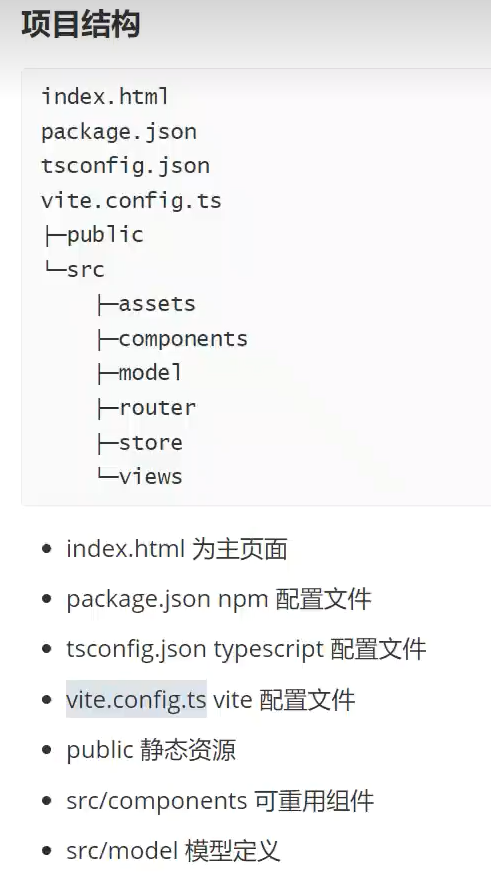 项目结构
index.html
package.json
tsconfig.json
vite.config.ts
├─public
└─src
    ├─assets
    ├─components
    ├─model
    ├─router
    ├─store
    └─views
• index.html 为主页面
• package.json npm 配置文件
• tsconfig.json typescript 配置文件
• vite.config.ts vite 配置文件
• public 静态资源
• src/components 可重用组件
• src/model 模型定义